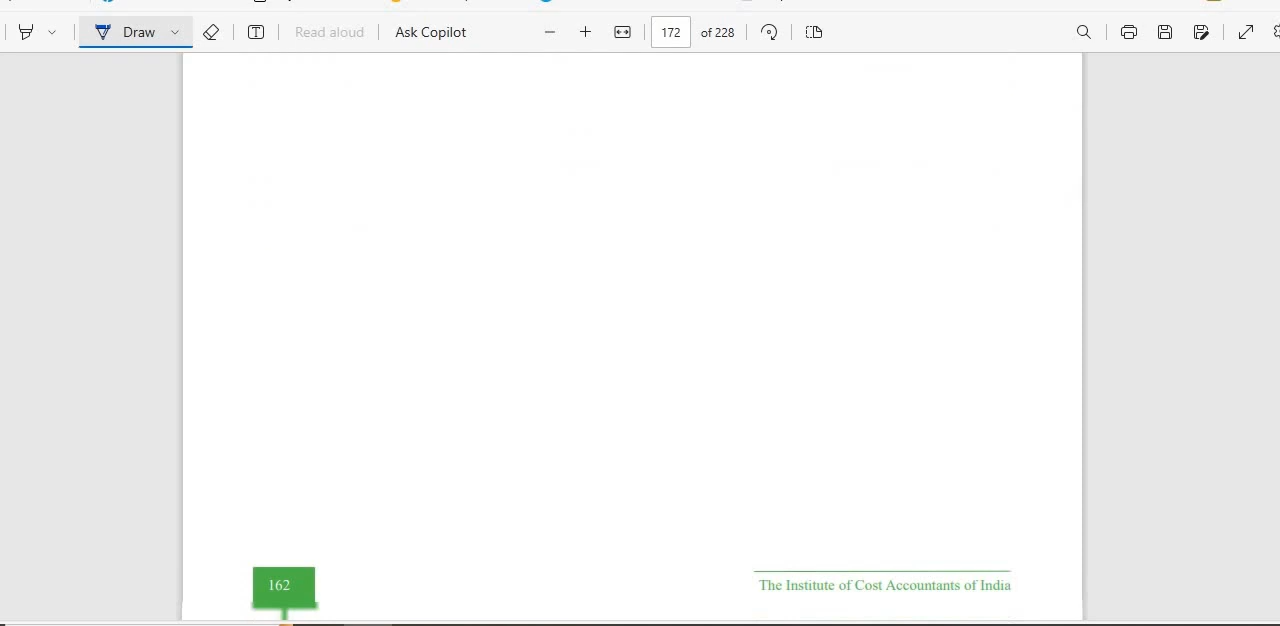 Draw Read aloud Ask Copilot 172 of 228
162 The Institute of Cost Accountants of India